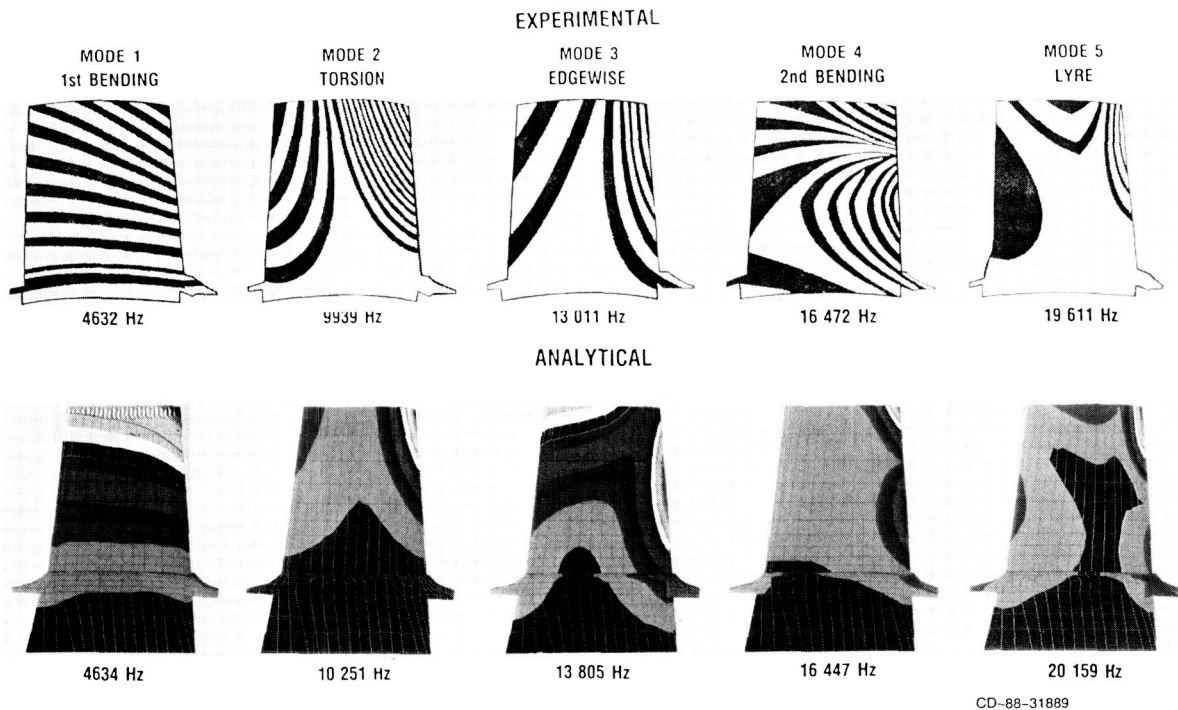 EXPERIMENTAL
MODE 1 MODE 2 MODE 3 MODE 4 MODE 5
1st BENDING TORSION EDGEWISE 2nd BENDING LYRE
4632 Hz 9939 Hz 13 011 Hz 16 472 Hz 19 611 Hz
ANALYTICAL
4634 Hz 10 251 Hz 13 805 Hz 16 447 Hz 20 159 Hz
CD-88-31889